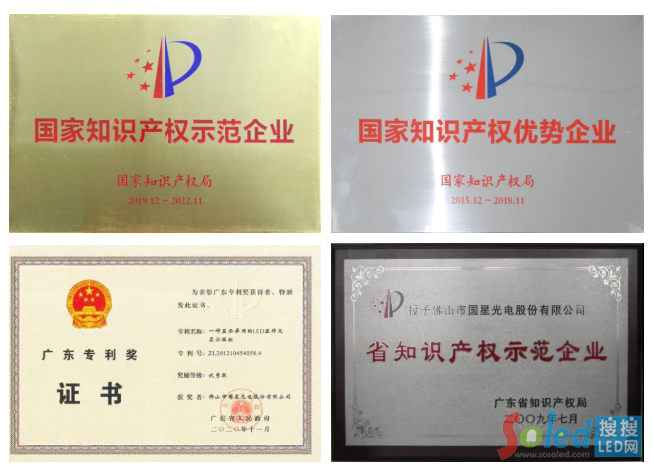 国家知识产权示范企业
国家知识产权局
2019.12－2022.11
国家知识产权优势企业
国家知识产权局
2015.12－2018.11
广东专利奖
证书
为表彰广东专利奖获得者，特颁
发此证书。
专利名称：一种显示屏用的LED器件及
显示模组
专利号：ZL201210454058.4
奖励等级：优秀奖
获奖者：佛山市国星光电股份有限公司
广东省人民政府
二〇二〇年十一月
授予佛山市国星光电股份有限公司
省知识产权示范企业
广东省知识产权局
二〇〇九年七月
Soled
搜搜
LED网
www.sosoled.com